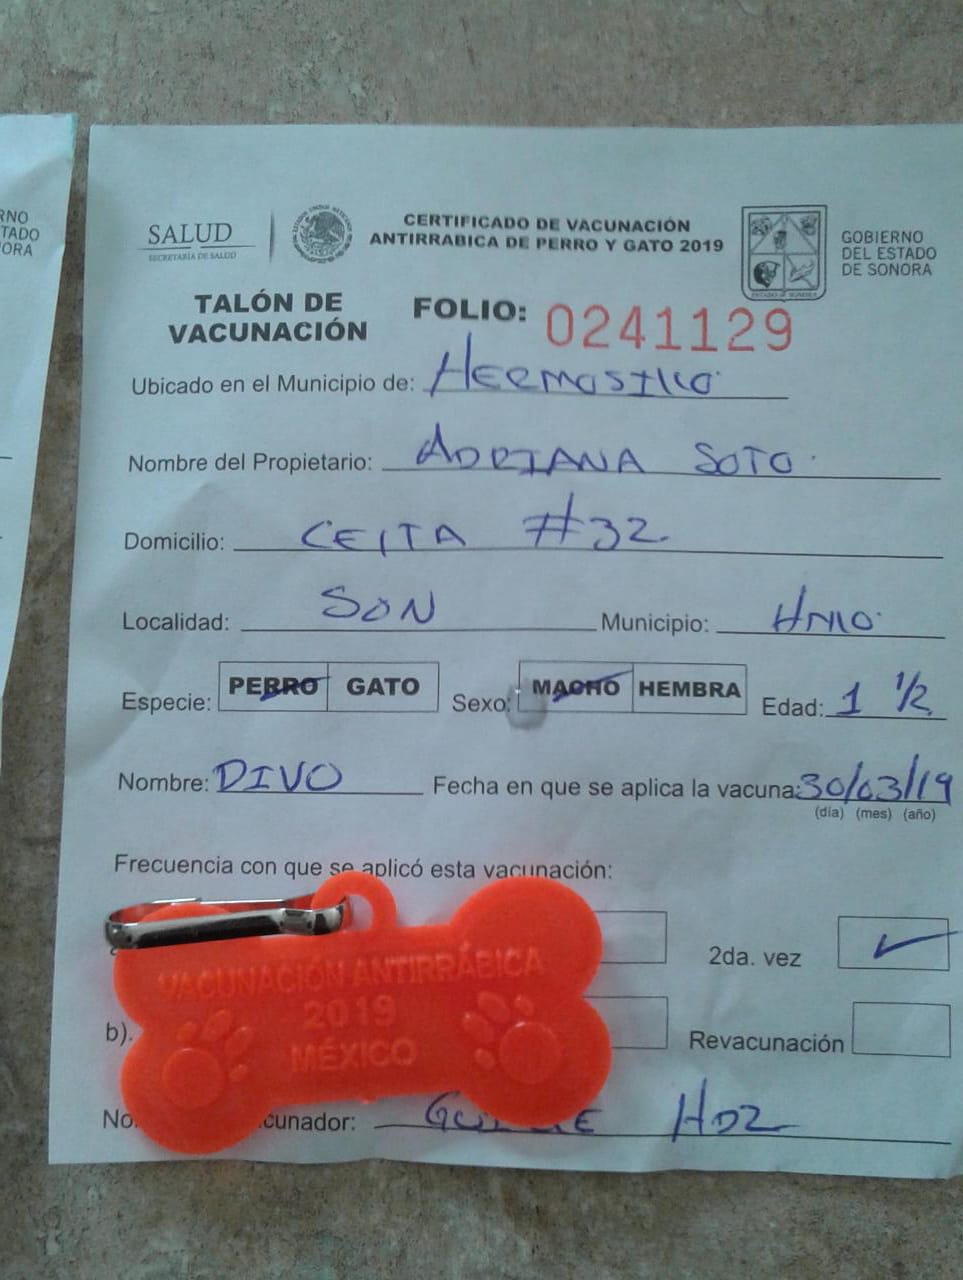 RNO
TADO
ORA
SALUD
SECRETARÍA DE SALUD
CERTIFICADO DE VACUNACIÓN
ANTIRRABICA DE PERRO Y GATO 2019
GOBIERNO
DEL ESTADO
DE SONORA
ESTADO DE SONORA
TALÓN DE
VACUNACIÓN
FOLIO: 0241129
Ubicado en el Municipio de: HERMOSILLO
Nombre del Propietario: ADRIANA SOTO
Domicilio: CEITA #32
Localidad: SON Municipio: HMO.
Especie: PERRO GATO Sexo: MACHO HEMBRA Edad: 1 1/2
Nombre: DIVO Fecha en que se aplica la vacuna: 30/03/19
(día) (mes) (año)
Frecuencia con que se aplicó esta vacunación:
2da. vez
b). Revacunación
VACUNACIÓN ANTIRRÁBICA
2019
MÉXICO
No cunador: HDZ